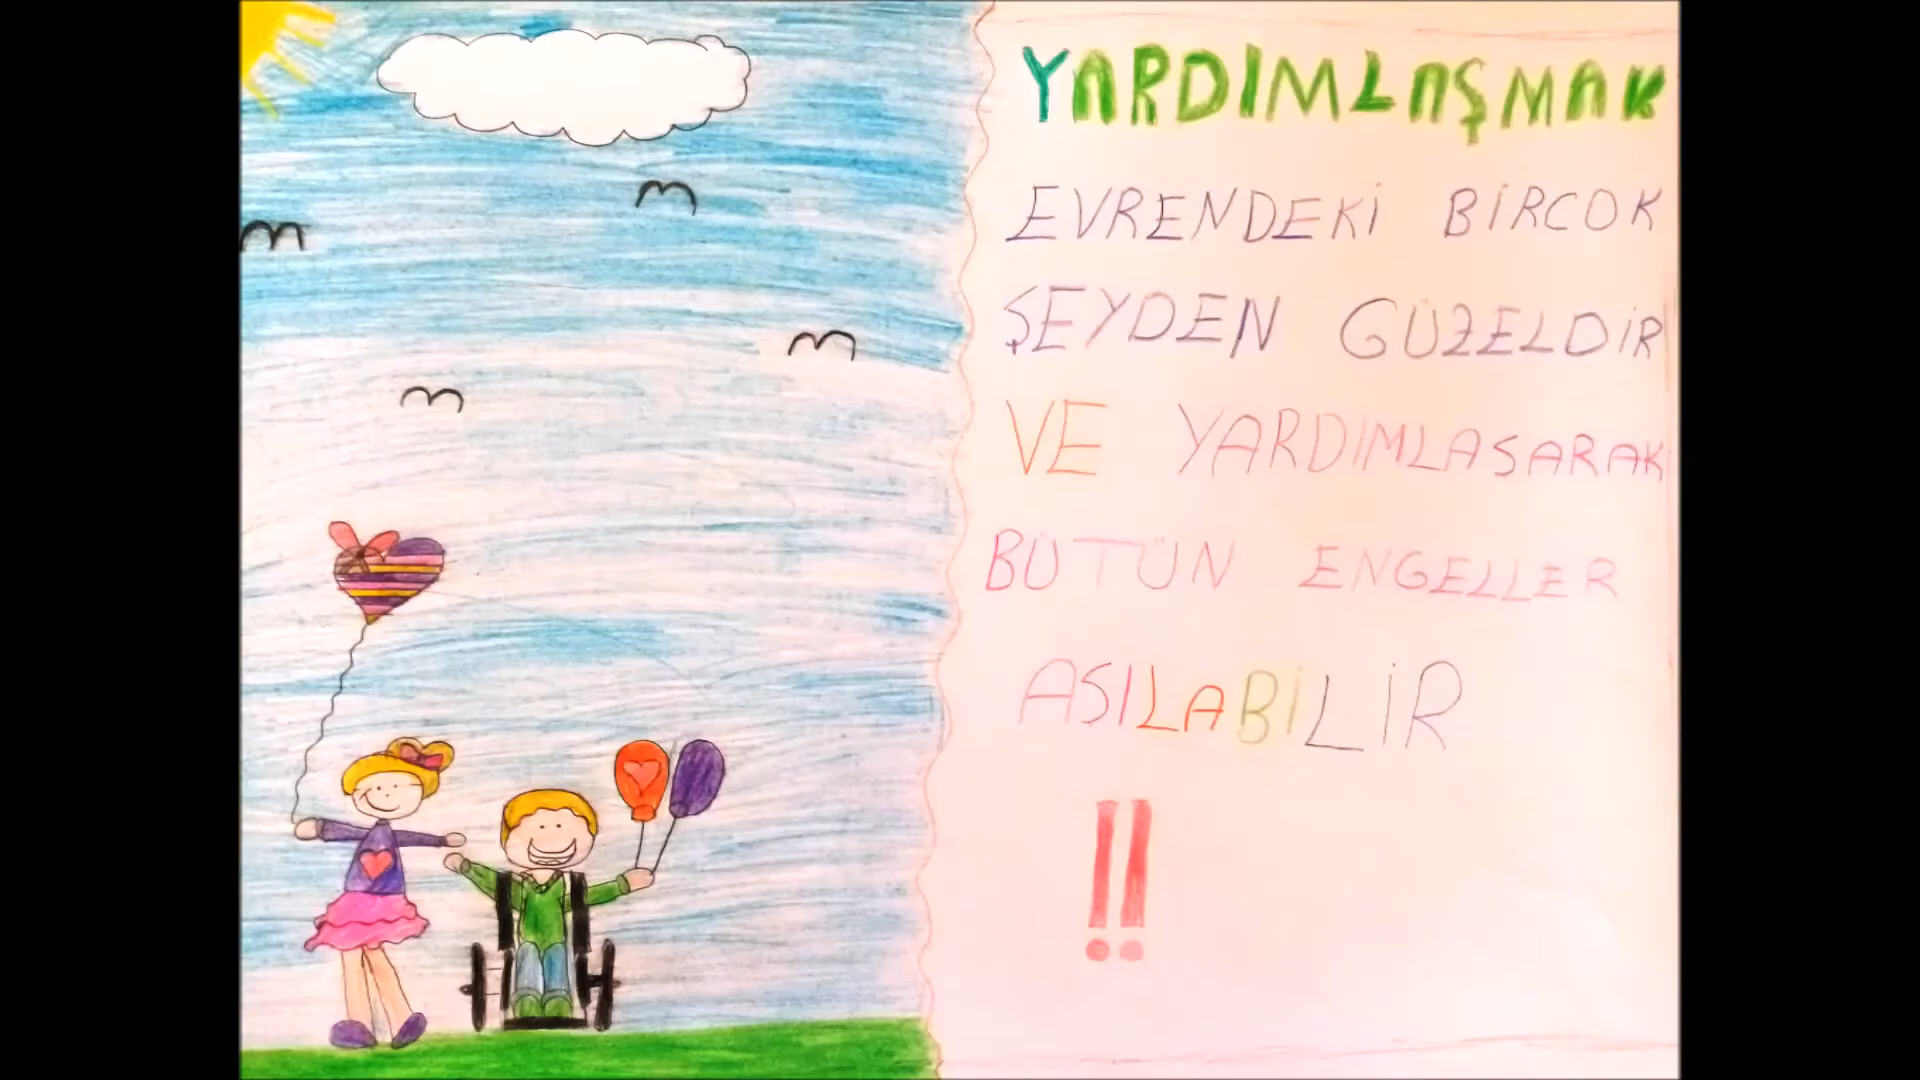 YARDIMLAŞMAK
EVRENDEKİ BİRCOK
ŞEYDEN GÜZELDİR
VE YARDIMLASARAK
BÜTÜN ENGELLER
ASILABİLİR
!!